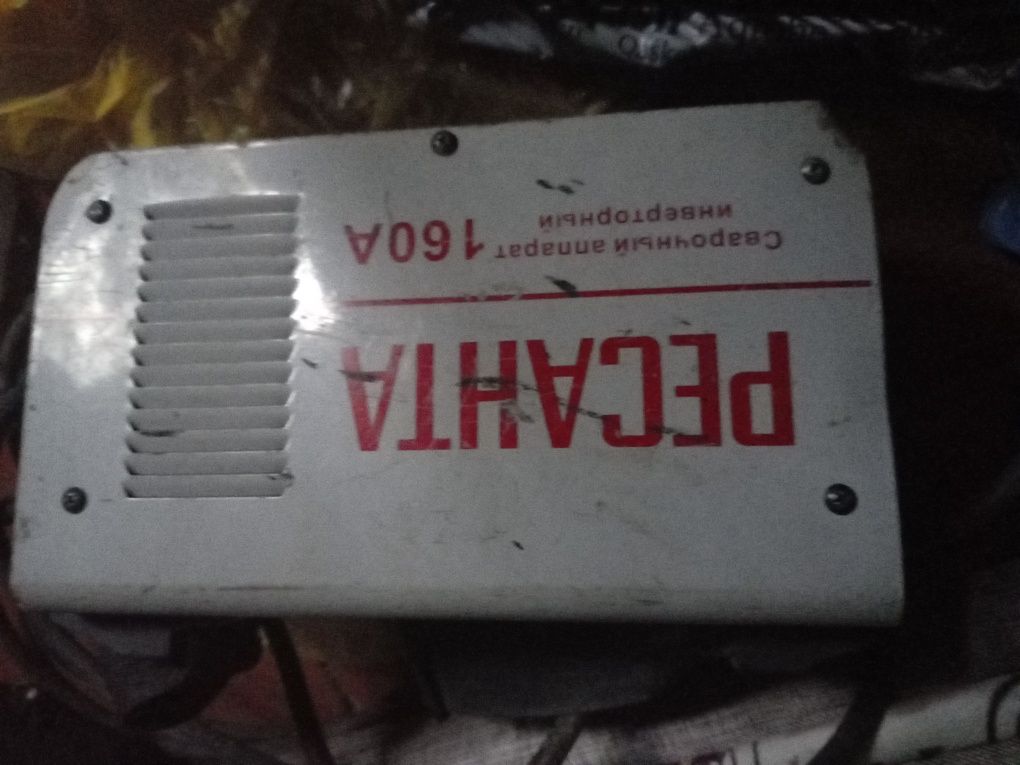 РЕСАНТА
Сварочный аппарат 160А
инверторный